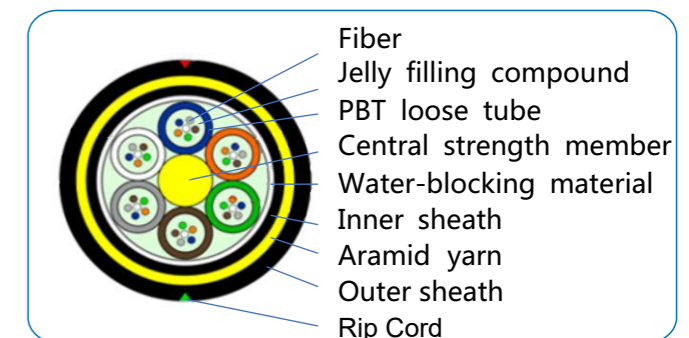 Fiber
Jelly filling compound
PBT loose tube
Central strength member
Water-blocking material
Inner sheath
Aramid yarn
Outer sheath
Rip Cord